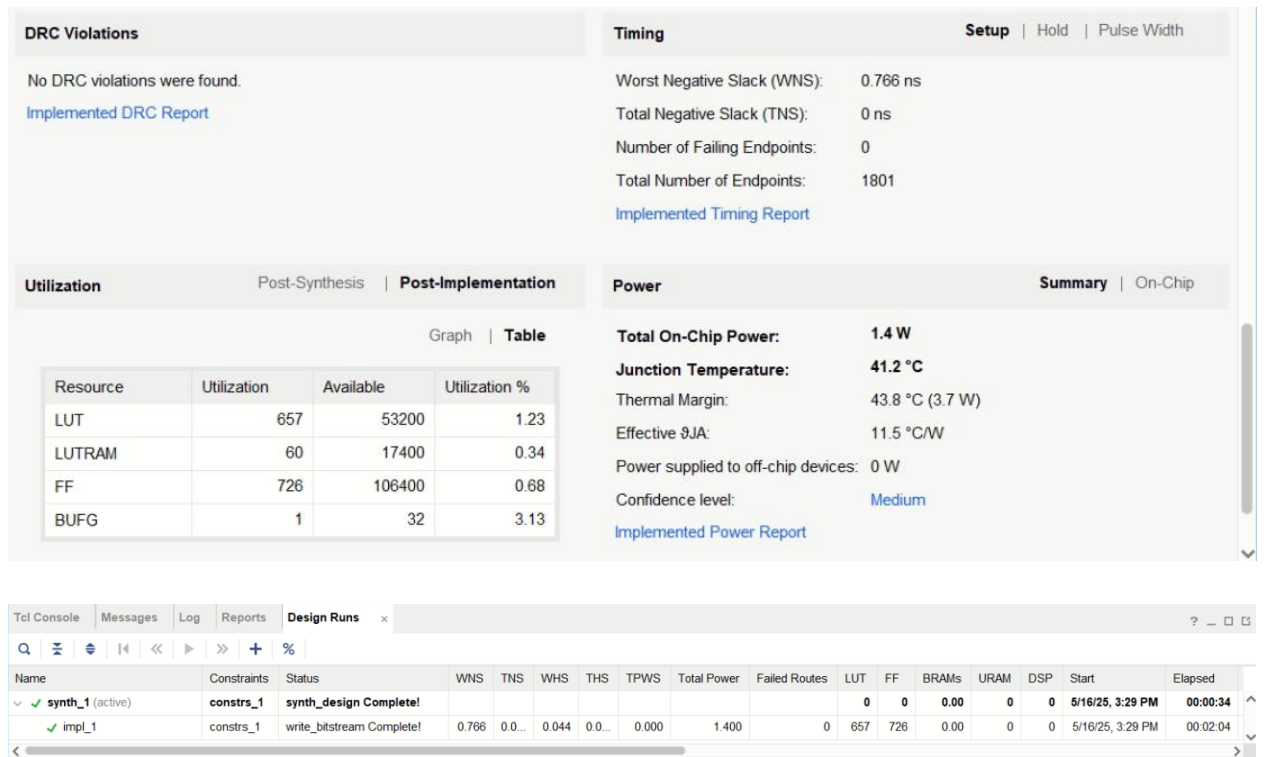 DRC Violations
No DRC violations were found.
Implemented DRC Report
Timing Setup | Hold | Pulse Width
Worst Negative Slack (WNS): 0.766 ns
Total Negative Slack (TNS): 0 ns
Number of Failing Endpoints: 0
Total Number of Endpoints: 1801
Implemented Timing Report
Utilization Post-Synthesis | Post-Implementation
Graph | Table
Resource Utilization Available Utilization %
LUT 657 53200 1.23
LUTRAM 60 17400 0.34
FF 726 106400 0.68
BUFG 1 32 3.13
Power Summary | On-Chip
Total On-Chip Power: 1.4 W
Junction Temperature: 41.2 °C
Thermal Margin: 43.8 °C (3.7 W)
Effective ϑJA: 11.5 °C/W
Power supplied to off-chip devices: 0 W
Confidence level: Medium
Implemented Power Report
Tcl Console Messages Log Reports Design Runs
Name Constraints Status WNS TNS WHS THS TPWS Total Power Failed Routes LUT FF BRAMs URAM DSP Start Elapsed
synth_1 (active) constrs_1 synth_design Complete! 0 0 0.00 0 0 5/16/25, 3:29 PM 00:00:34
impl_1 constrs_1 write_bitstream Complete! 0.766 0.0... 0.044 0.0... 0.000 1.400 0 657 726 0.00 0 0 5/16/25, 3:29 PM 00:02:04